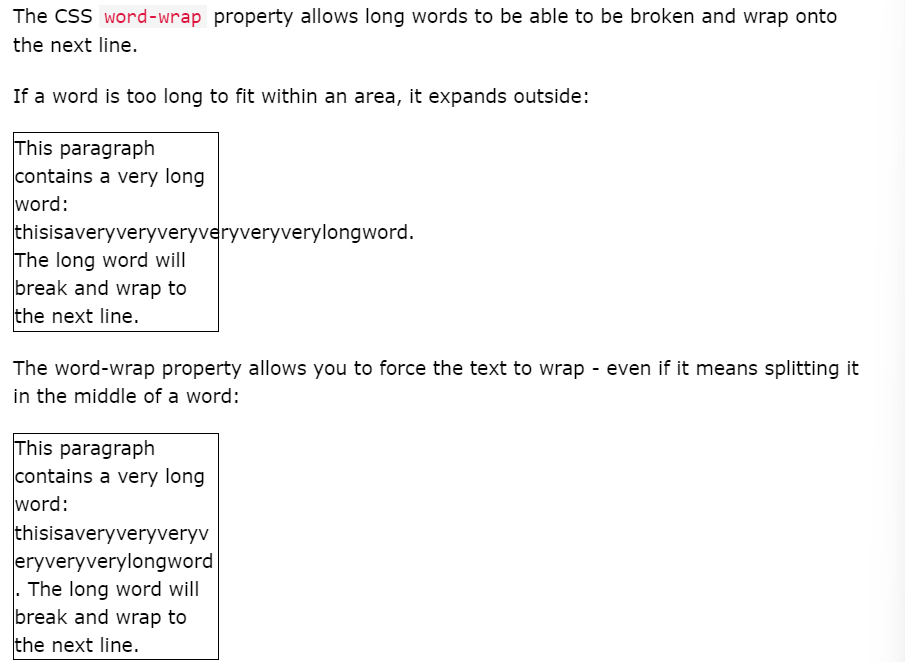 The CSS word-wrap property allows long words to be able to be broken and wrap onto
the next line.
If a word is too long to fit within an area, it expands outside:
This paragraph
contains a very long
word:
thisisaveryveryveryveryveryverylongword.
The long word will
break and wrap to
the next line.
The word-wrap property allows you to force the text to wrap - even if it means splitting it
in the middle of a word:
This paragraph
contains a very long
word:
thisisaveryveryveryv
eryveryverylongword
. The long word will
break and wrap to
the next line.